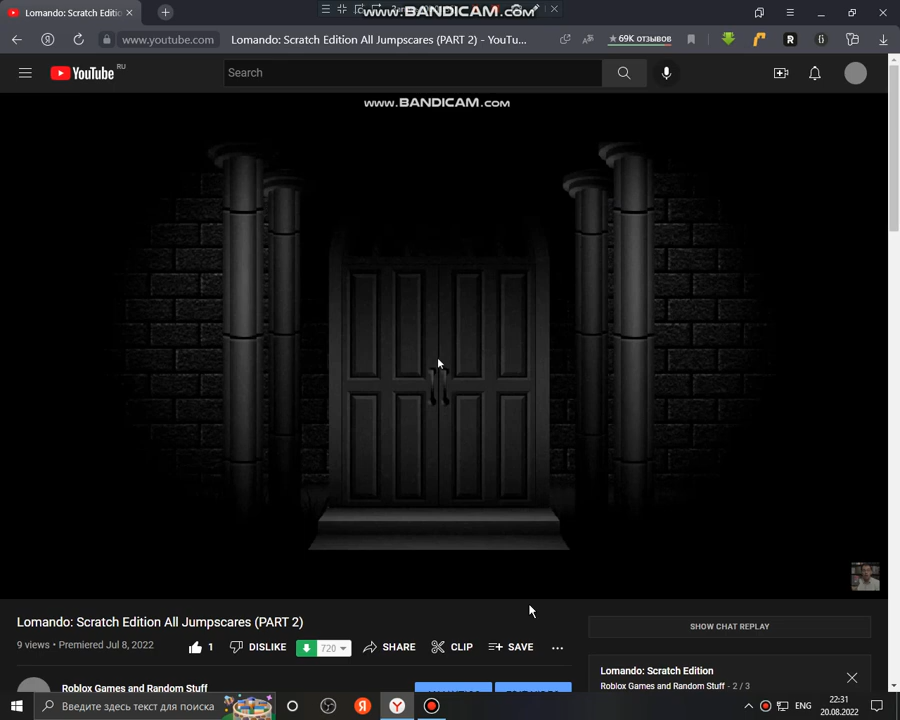 Lomando: Scratch Editio
www.BANDICAM.com
www.youtube.com
Lomando: Scratch Edition All Jumpscares (PART 2) - YouTu...
★ 69K ОТЗЫВОВ
YouTube RU
Search
www.BANDICAM.com
Lomando: Scratch Edition All Jumpscares (PART 2)
9 views • Premiered Jul 8, 2022
1
DISLIKE
720
SHARE
CLIP
SAVE
SHOW CHAT REPLAY
Lomando: Scratch Edition
Roblox Games and Random Stuff - 2 / 3
Roblox Games and Random Stuff
Введите здесь текст для поиска
ENG
22:31
20.08.2022